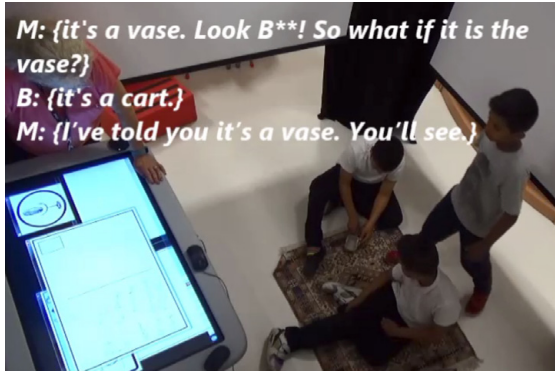 M: {it's a vase. Look B**! So what if it is the
vase?}
B: {it's a cart.}
M: {I've told you it's a vase. You'll see.}